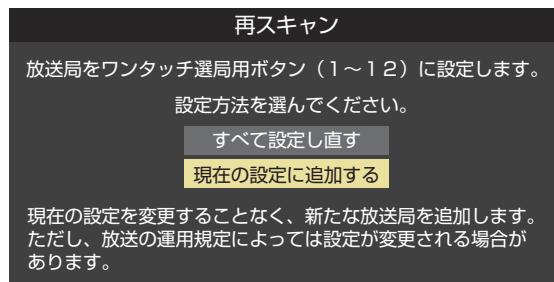 再スキャン
放送局をワンタッチ選局用ボタン（１～１２）に設定します。
設定方法を選んでください。
すべて設定し直す
現在の設定に追加する
現在の設定を変更することなく、新たな放送局を追加します。
ただし、放送の運用規定によっては設定が変更される場合が
あります。